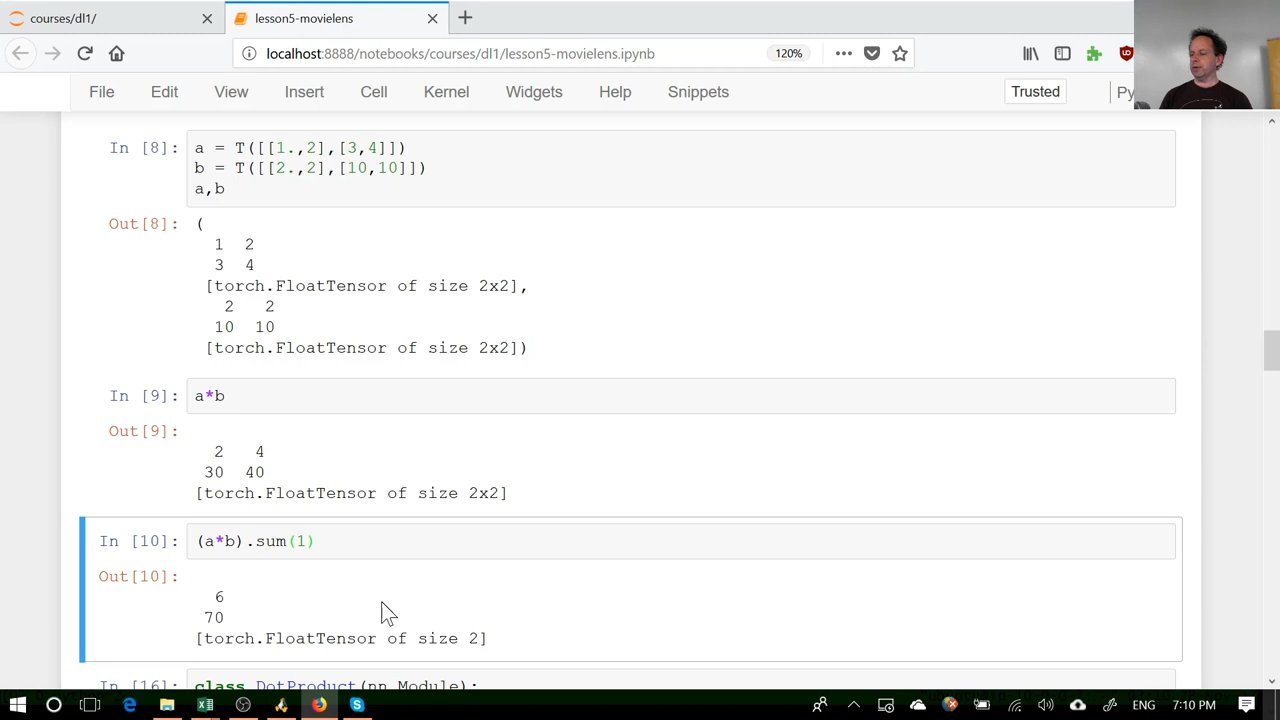 courses/dl1/
lesson5-movielens
localhost:8888/notebooks/courses/dl1/lesson5-movielens.ipynb
120%
File Edit View Insert Cell Kernel Widgets Help Snippets
Trusted
Py
In [8]: a = T([[1.,2],[3,4]])
b = T([[2.,2],[10,10]])
a,b
Out[8]: (
1 2
3 4
[torch.FloatTensor of size 2x2],
2 2
10 10
[torch.FloatTensor of size 2x2])
In [9]: a*b
Out[9]:
2 4
30 40
[torch.FloatTensor of size 2x2]
In [10]: (a*b).sum(1)
Out[10]:
6
70
[torch.FloatTensor of size 2]
In [16]: class DotProduct(nn.Module):
ENG 7:10 PM